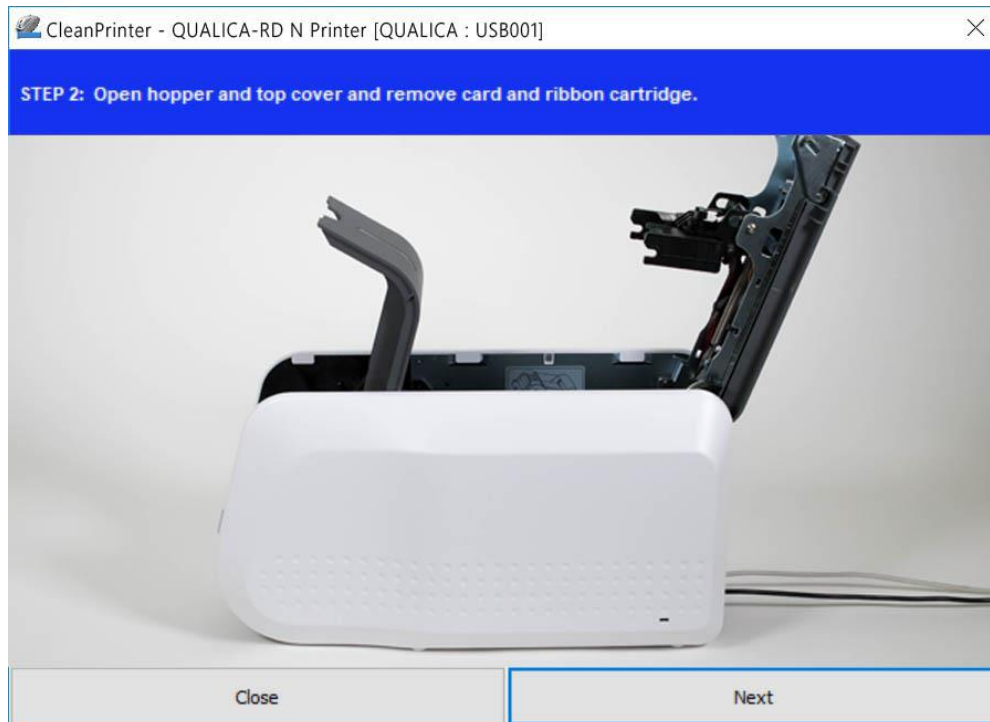 CleanPrinter - QUALICA-RD N Printer [QUALICA : USB001]
STEP 2: Open hopper and top cover and remove card and ribbon cartridge.
Close
Next